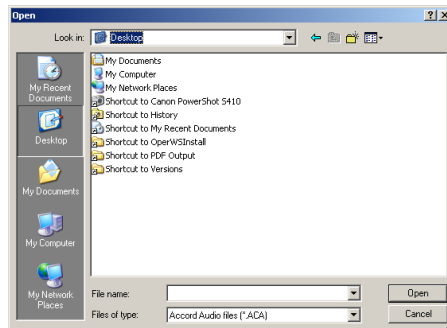 Open
Look in: Desktop
My Documents
My Computer
My Network Places
Shortcut to Canon PowerShot S410
Shortcut to History
Shortcut to My Recent Documents
Shortcut to OperWSInstall
Shortcut to PDF Output
Shortcut to Versions
My Recent
Documents
Desktop
My Documents
My Computer
My Network
Places
File name:
Open
Files of type: Accord Audio files (*.ACA)
Cancel